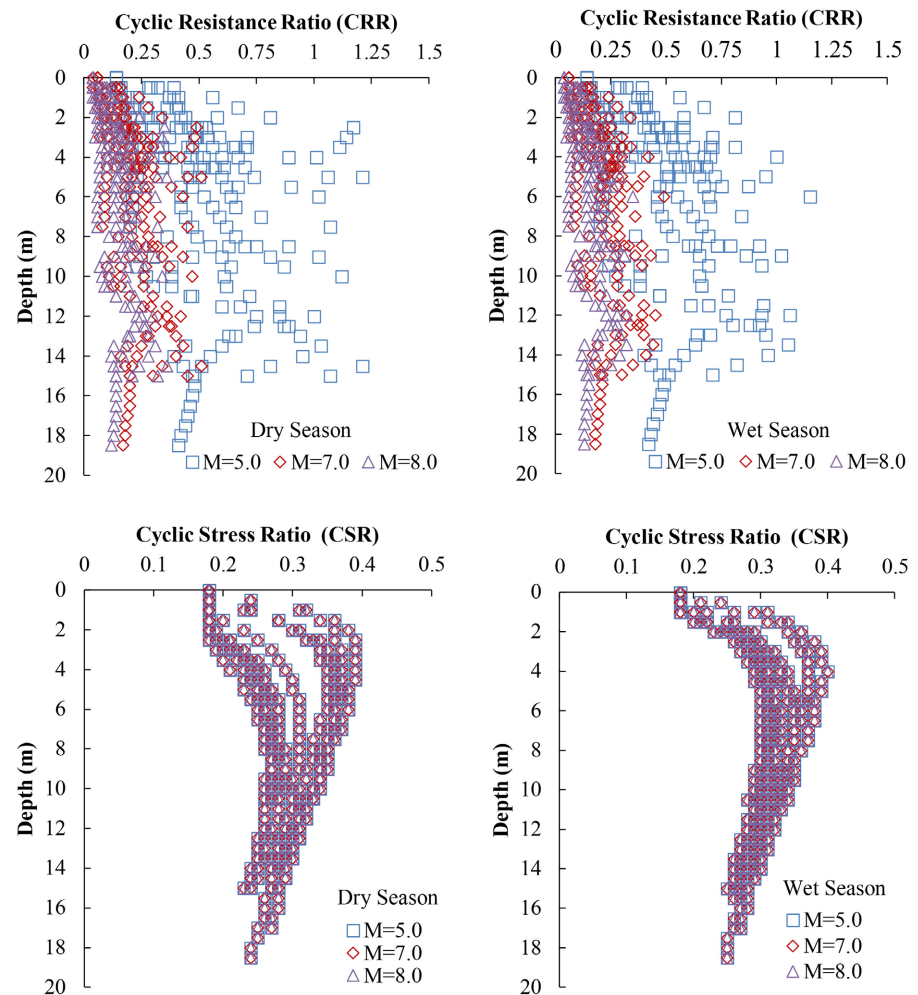 Cyclic Resistance Ratio (CRR)
0 0.25 0.5 0.75 1 1.25 1.5
0
2
4
6
8
10
12
14
16
18
20
Depth (m)
Dry Season
M=5.0 M=7.0 M=8.0
Cyclic Resistance Ratio (CRR)
0 0.25 0.5 0.75 1 1.25 1.5
0
2
4
6
8
10
12
14
16
18
20
Depth (m)
Wet Season
M=5.0 M=7.0 M=8.0
Cyclic Stress Ratio (CSR)
0 0.1 0.2 0.3 0.4 0.5
0
2
4
6
8
10
12
14
16
18
20
Depth (m)
Dry Season
M=5.0
M=7.0
M=8.0
Cyclic Stress Ratio (CSR)
0 0.1 0.2 0.3 0.4 0.5
0
2
4
6
8
10
12
14
16
18
20
Depth (m)
Wet Season
M=5.0
M=7.0
M=8.0